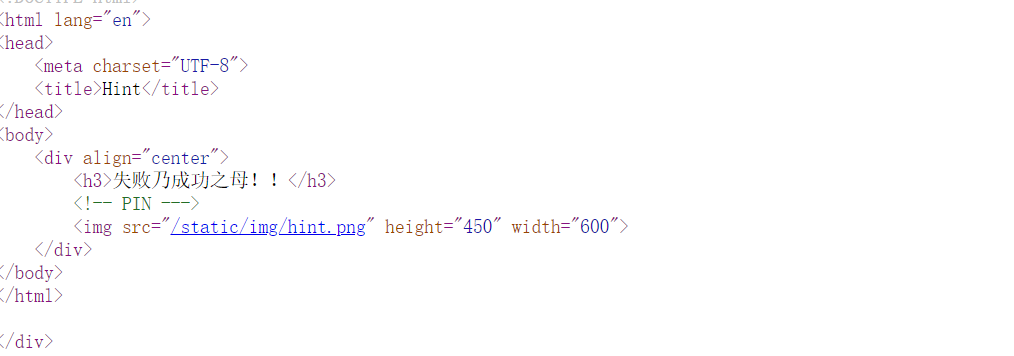 <!DOCTYPE html>
<html lang="en">
<head>
<meta charset="UTF-8">
<title>Hint</title>
</head>
<body>
<div align="center">
<h3>失败乃成功之母！！</h3>
<!-- PIN --->
<img src="/static/img/hint.png" height="450" width="600">
</div>
</body>
</html>
</div>